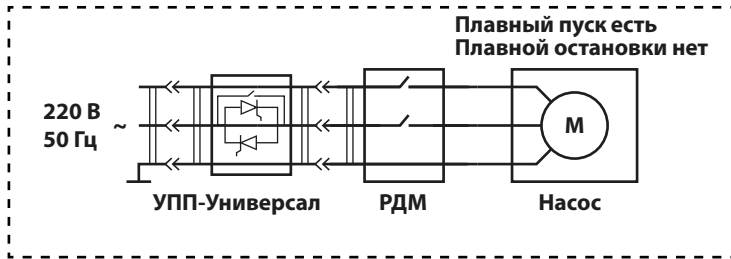 Плавный пуск есть
Плавной остановки нет
220 В
50 Гц
~
М
УПП-Универсал
РДМ
Насос